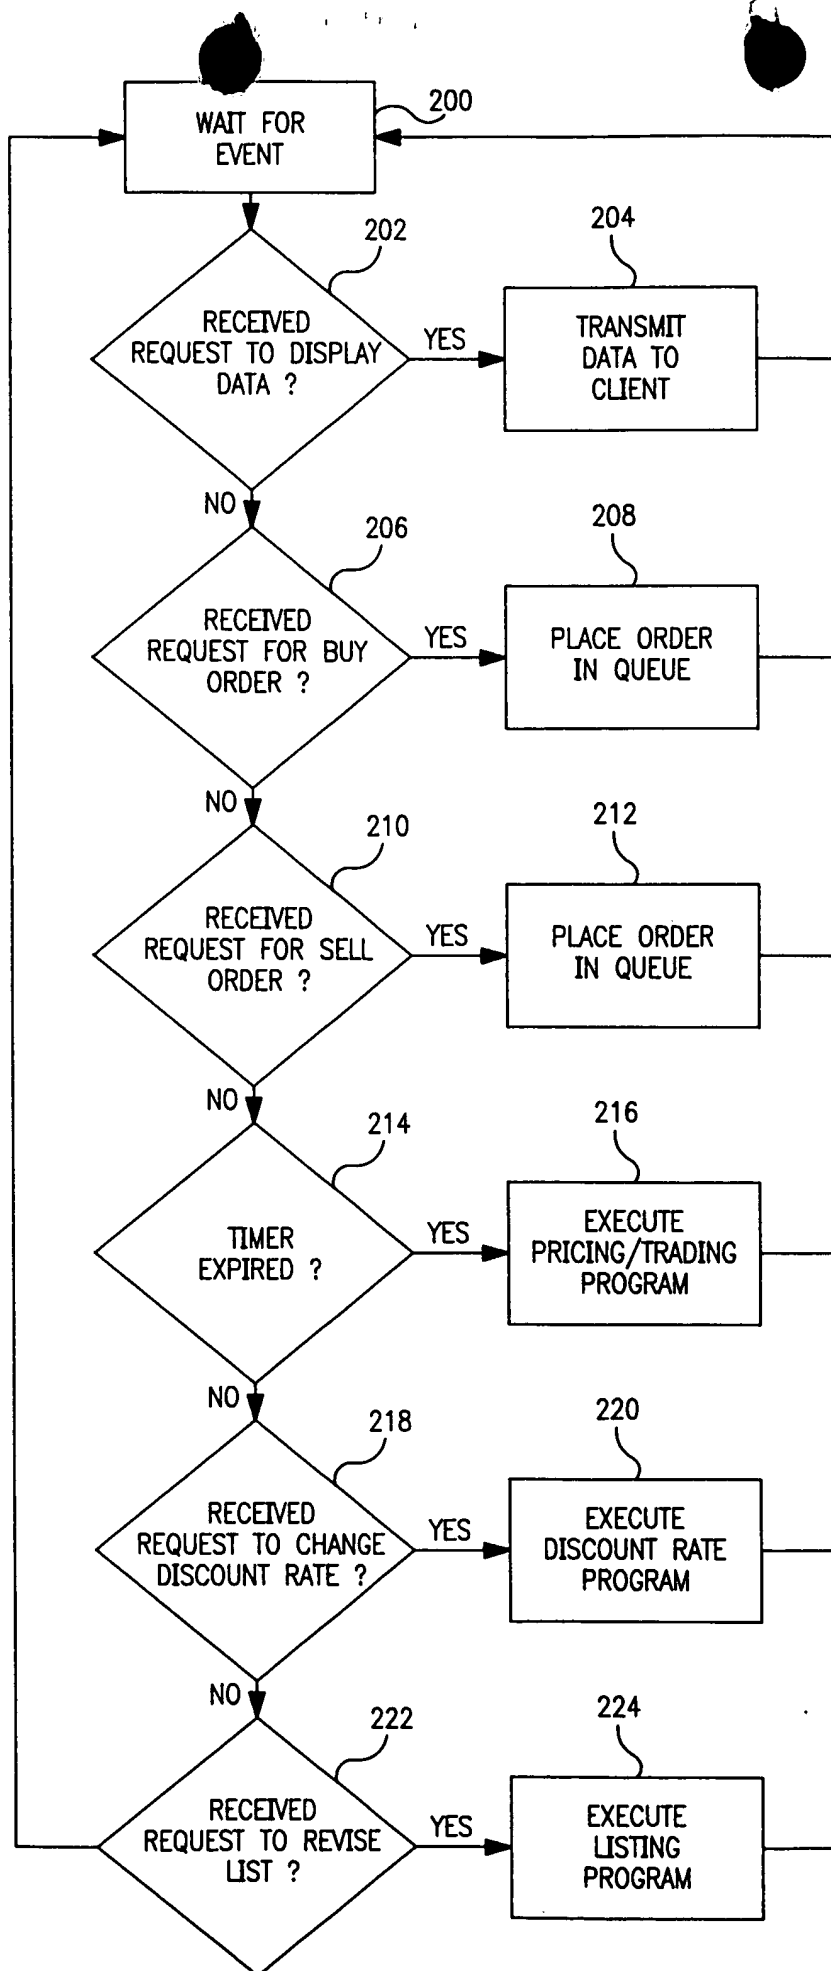 200
WAIT FOR
EVENT
202
204
RECEIVED
REQUEST TO DISPLAY
DATA ?
YES
TRANSMIT
DATA TO
CLIENT
NO
206
208
RECEIVED
REQUEST FOR BUY
ORDER ?
YES
PLACE ORDER
IN QUEUE
NO
210
212
RECEIVED
REQUEST FOR SELL
ORDER ?
YES
PLACE ORDER
IN QUEUE
NO
214
216
TIMER
EXPIRED ?
YES
EXECUTE
PRICING/TRADING
PROGRAM
NO
218
220
RECEIVED
REQUEST TO CHANGE
DISCOUNT RATE ?
YES
EXECUTE
DISCOUNT RATE
PROGRAM
NO
222
224
RECEIVED
REQUEST TO REVISE
LIST ?
YES
EXECUTE
LISTING
PROGRAM